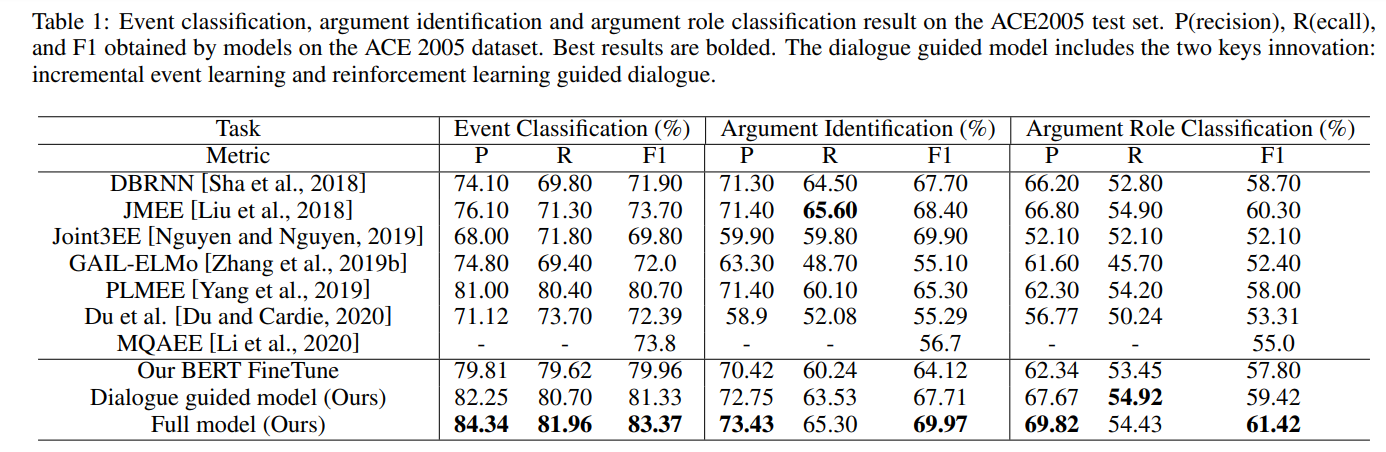 Table 1: Event classification, argument identification and argument role classification result on the ACE2005 test set. P(recision), R(ecall),
and F1 obtained by models on the ACE 2005 dataset. Best results are bolded. The dialogue guided model includes the two keys innovation:
incremental event learning and reinforcement learning guided dialogue.
Task Event Classification (%) Argument Identification (%) Argument Role Classification (%)
Metric P R F1 P R F1 P R F1
DBRNN [Sha et al., 2018] 74.10 69.80 71.90 71.30 64.50 67.70 66.20 52.80 58.70
JMEE [Liu et al., 2018] 76.10 71.30 73.70 71.40 65.60 68.40 66.80 54.90 60.30
Joint3EE [Nguyen and Nguyen, 2019] 68.00 71.80 69.80 59.90 59.80 69.90 52.10 52.10 52.10
GAIL-ELMo [Zhang et al., 2019b] 74.80 69.40 72.0 63.30 48.70 55.10 61.60 45.70 52.40
PLMEE [Yang et al., 2019] 81.00 80.40 80.70 71.40 60.10 65.30 62.30 54.20 58.00
Du et al. [Du and Cardie, 2020] 71.12 73.70 72.39 58.9 52.08 55.29 56.77 50.24 53.31
MQAEE [Li et al., 2020] - - 73.8 - - 56.7 - - 55.0
Our BERT FineTune 79.81 79.62 79.96 70.42 60.24 64.12 62.34 53.45 57.80
Dialogue guided model (Ours) 82.25 80.70 81.33 72.75 63.53 67.71 67.67 54.92 59.42
Full model (Ours) 84.34 81.96 83.37 73.43 65.30 69.97 69.82 54.43 61.42